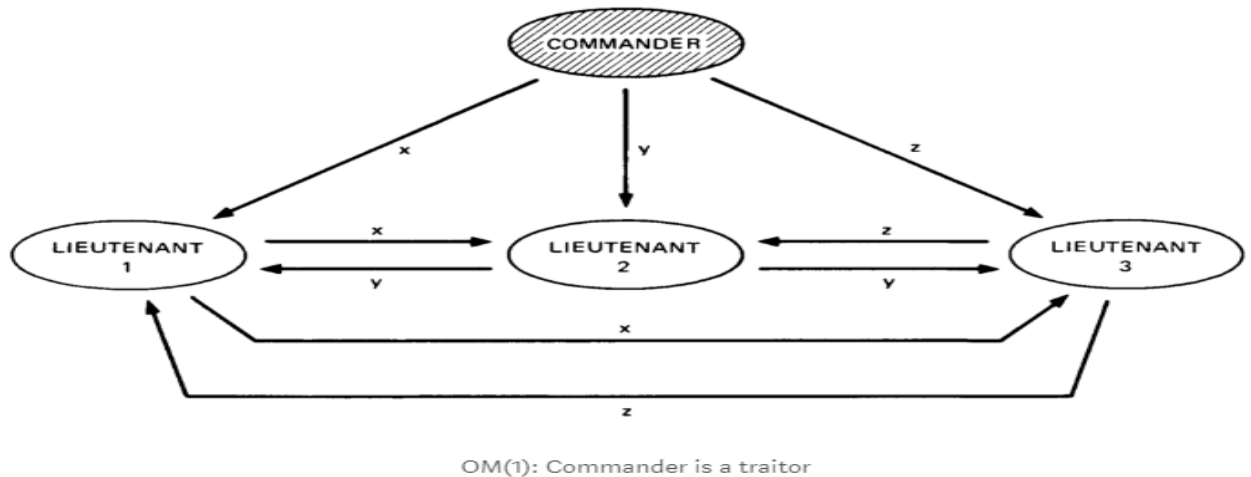 COMMANDER
x
y
z
LIEUTENANT
1
x
y
LIEUTENANT
2
z
y
LIEUTENANT
3
x
z
OM(1): Commander is a traitor